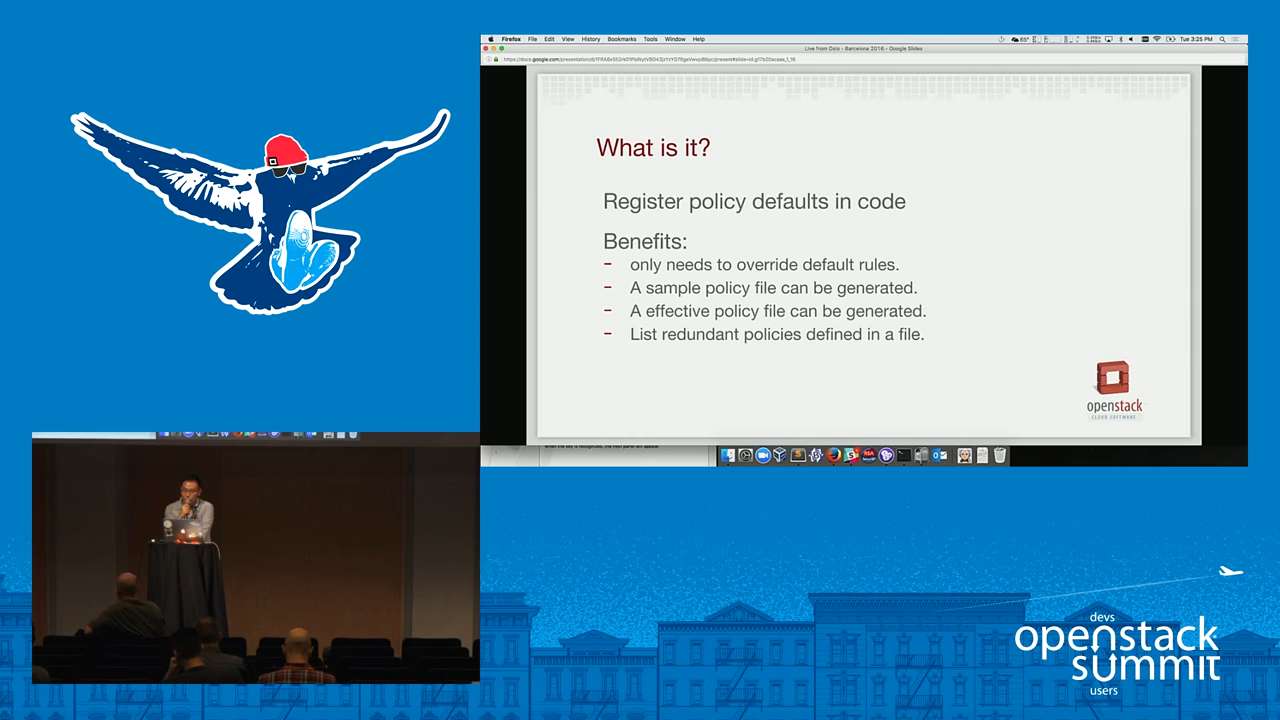 Firefox File Edit View History Bookmarks Tools Window Help
65° Tue 3:25 PM
Live from Oslo - Barcelona 2016 - Google Slides
What is it?
Register policy defaults in code
Benefits:
- only needs to override default rules.
- A sample policy file can be generated.
- A effective policy file can be generated.
- List redundant policies defined in a file.
openstack
CLOUD SOFTWARE
RSA
devs
openstack
summit
users